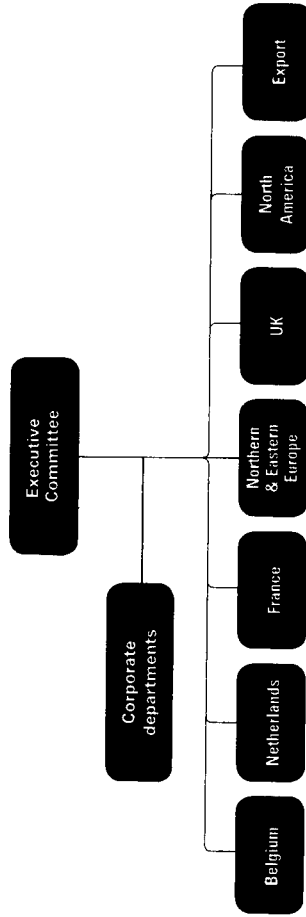 Executive
Committee
Corporate
departments
Belgium
Netherlands
France
Northern
& Eastern
Europe
UK
North
America
Export